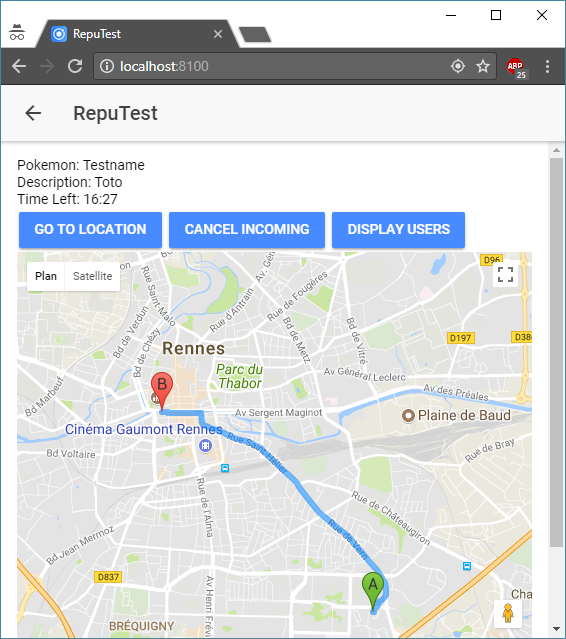 RepuTest
localhost:8100
ABP
25
RepuTest
Pokemon: Testname
Description: Toto
Time Left: 16:27
GO TO LOCATION
CANCEL INCOMING
DISPLAY USERS
Plan
Satellite
D96
Rue Saint-Malo
Rue d'Antrain
Av. Gros
Rue de Fougères
Bd de Verdun
Bd de Chézy
Bd de Metz
Bd de Vitré
D197
D386
Rennes
Parc du
Thabor
Av Général Leclerc
Bd Marbeuf
B
Av des Préales
Av Sergent Maginot
Plaine de Baud
Cinéma Gaumont Rennes
Rue Saint-Hélier
Rue de Bray
Bd Voltaire
Rue de l'Alma
Rue de Châteaugiron
Rue de Vern
Bd Jean Mermoz
D837
A
Av Henri Fréville
Cha
BRÉQUIGNY